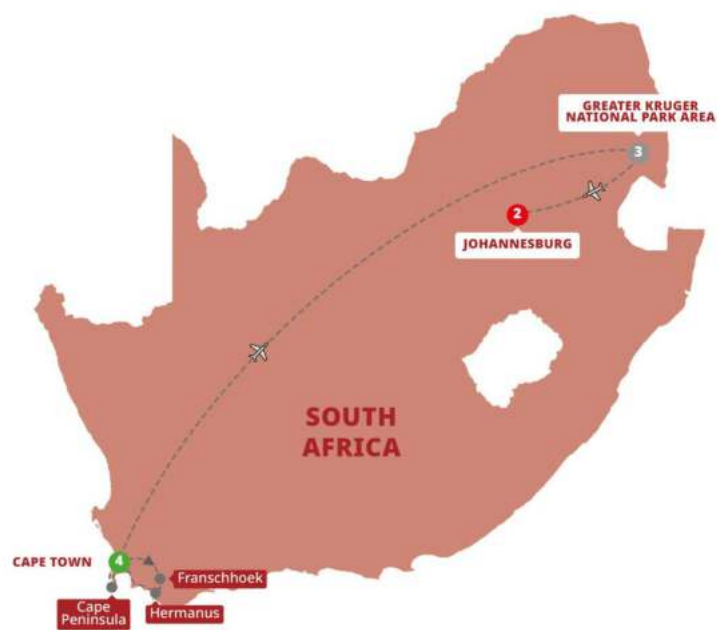 GREATER KRUGER
NATIONAL PARK AREA
3
2
JOHANNESBURG
SOUTH
AFRICA
CAPE TOWN
4
Franschhoek
Cape
Peninsula
Hermanus